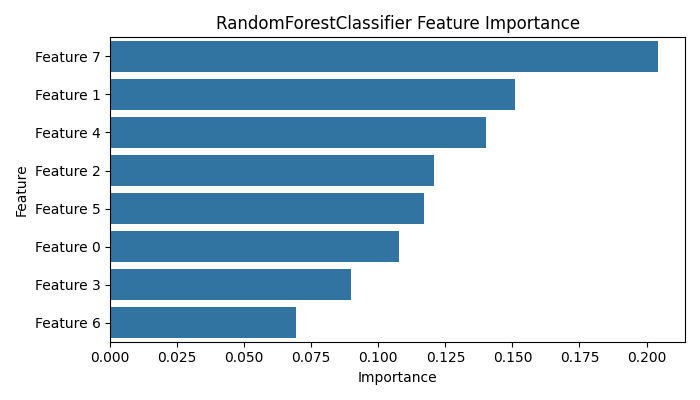 RandomForestClassifier Feature Importance
Feature 7
Feature 1
Feature 4
Feature 2
Feature 5
Feature 0
Feature 3
Feature 6
Feature
0.000 0.025 0.050 0.075 0.100 0.125 0.150 0.175 0.200
Importance